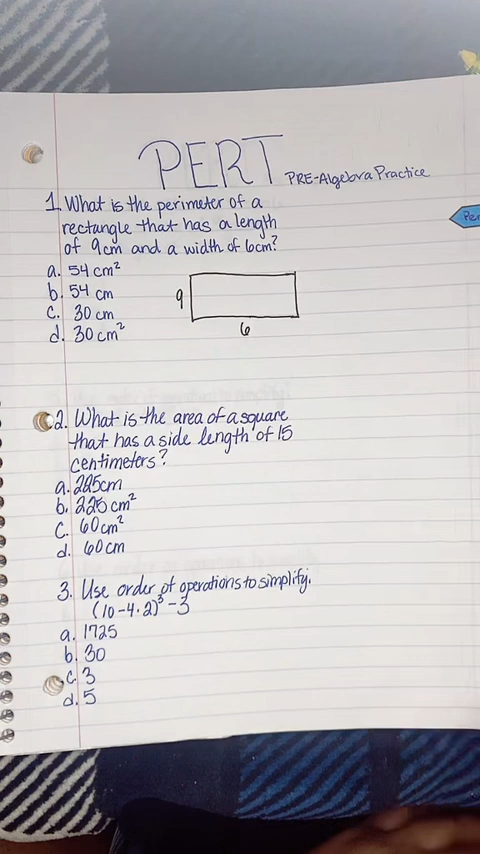 PERT PRE-Algebra Practice
1. What is the perimeter of a
rectangle that has a length
of 9cm and a width of 6cm?
a. 54 cm²
b. 54 cm
c. 30 cm
d. 30 cm²
9
6
2. What is the area of a square
that has a side length of 15
centimeters?
a. 225cm
b. 225 cm²
c. 60cm²
d. 60cm
3. Use order of operations to simplify.
(10-4·2)³-3
a. 1725
b. 30
c. 3
d. 5
Per